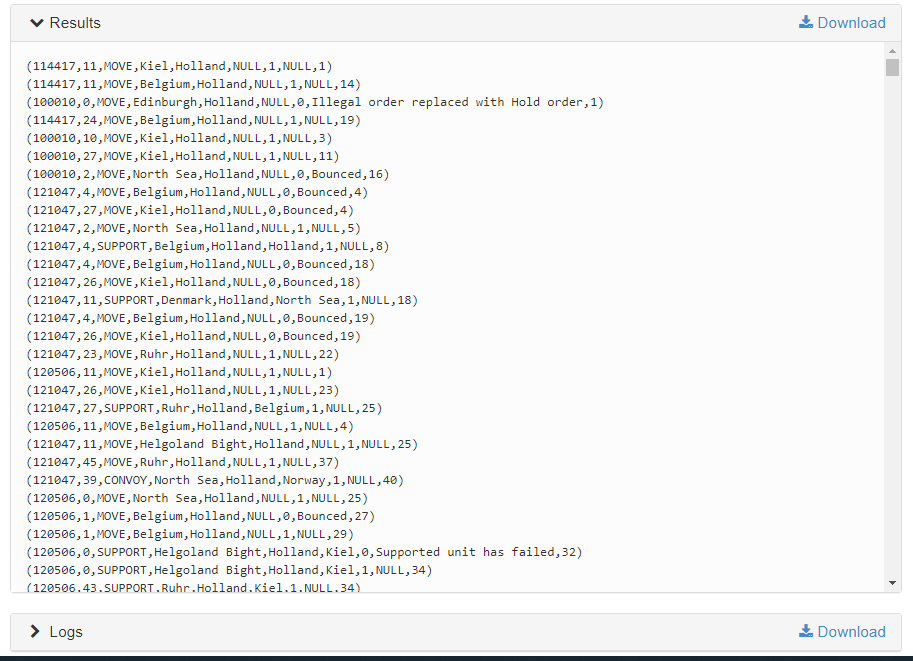 Results
Download
(114417,11,MOVE,Kiel,Holland,NULL,1,NULL,1)
(114417,11,MOVE,Belgium,Holland,NULL,1,NULL,14)
(100010,0,MOVE,Edinburgh,Holland,NULL,0,Illegal order replaced with Hold order,1)
(114417,24,MOVE,Belgium,Holland,NULL,1,NULL,19)
(100010,10,MOVE,Kiel,Holland,NULL,1,NULL,3)
(100010,27,MOVE,Kiel,Holland,NULL,1,NULL,11)
(100010,2,MOVE,North Sea,Holland,NULL,0,Bounced,16)
(121047,4,MOVE,Belgium,Holland,NULL,0,Bounced,4)
(121047,27,MOVE,Kiel,Holland,NULL,0,Bounced,4)
(121047,2,MOVE,North Sea,Holland,NULL,1,NULL,5)
(121047,4,SUPPORT,Belgium,Holland,Holland,1,NULL,8)
(121047,4,MOVE,Belgium,Holland,NULL,0,Bounced,18)
(121047,26,MOVE,Kiel,Holland,NULL,0,Bounced,18)
(121047,11,SUPPORT,Denmark,Holland,North Sea,1,NULL,18)
(121047,4,MOVE,Belgium,Holland,NULL,0,Bounced,19)
(121047,26,MOVE,Kiel,Holland,NULL,0,Bounced,19)
(121047,23,MOVE,Ruhr,Holland,NULL,1,NULL,22)
(120506,11,MOVE,Kiel,Holland,NULL,1,NULL,1)
(121047,26,MOVE,Kiel,Holland,NULL,1,NULL,23)
(121047,27,SUPPORT,Ruhr,Holland,Belgium,1,NULL,25)
(120506,11,MOVE,Belgium,Holland,NULL,1,NULL,4)
(121047,11,MOVE,Helgoland Bight,Holland,NULL,1,NULL,25)
(121047,45,MOVE,Ruhr,Holland,NULL,1,NULL,37)
(121047,39,CONVOY,North Sea,Holland,Norway,1,NULL,40)
(120506,0,MOVE,North Sea,Holland,NULL,1,NULL,25)
(120506,1,MOVE,Belgium,Holland,NULL,0,Bounced,27)
(120506,1,MOVE,Belgium,Holland,NULL,1,NULL,29)
(120506,0,SUPPORT,Helgoland Bight,Holland,Kiel,0,Supported unit has failed,32)
(120506,0,SUPPORT,Helgoland Bight,Holland,Kiel,1,NULL,34)
(120506,43,SUPPORT,Ruhr,Holland,Kiel,1,NULL,34)
Logs
Download